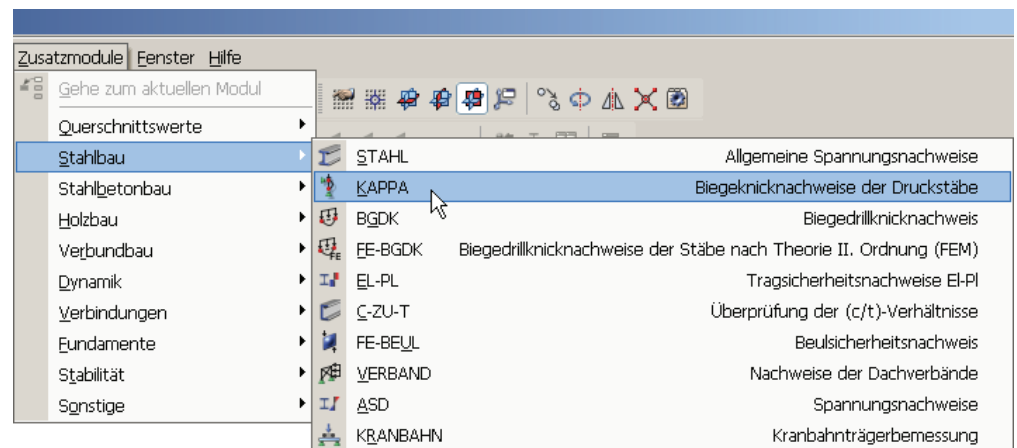 Zusatzmodule Fenster Hilfe
Gehe zum aktuellen Modul
Querschnittswerte
Stahlbau
Stahlbetonbau
Holzbau
Verbundbau
Dynamik
Verbindungen
Fundamente
Stabilität
Sonstige
STAHL Allgemeine Spannungsnachweise
KAPPA Biegeknicknachweise der Druckstäbe
BGDK Biegedrillknicknachweis
FE-BGDK Biegedrillknicknachweise der Stäbe nach Theorie II. Ordnung (FEM)
EL-PL Tragsicherheitsnachweise El-Pl
C-ZU-T Überprüfung der (c/t)-Verhältnisse
FE-BEUL Beulsicherheitsnachweis
VERBAND Nachweise der Dachverbände
ASD Spannungsnachweise
KRANBAHN Kranbahnträgerbemessung